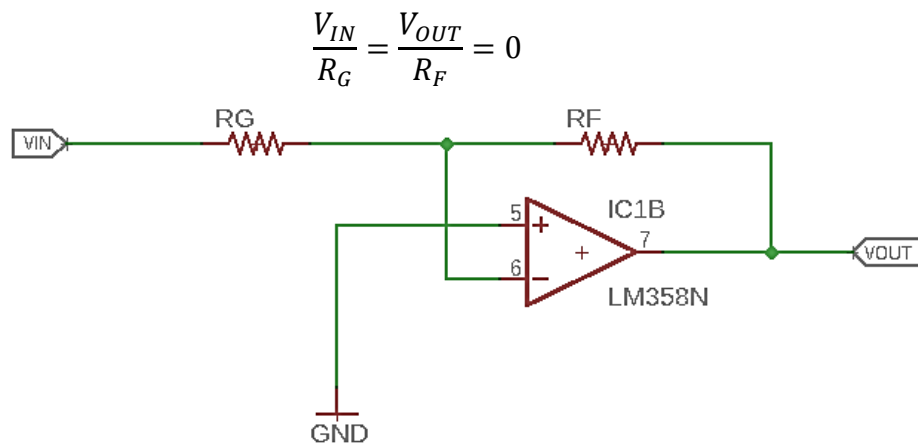 V_IN / R_G = V_OUT / R_F = 0
RG
RF
VIN
5
+
IC1B
+
7
VOUT
6
−
LM358N
GND